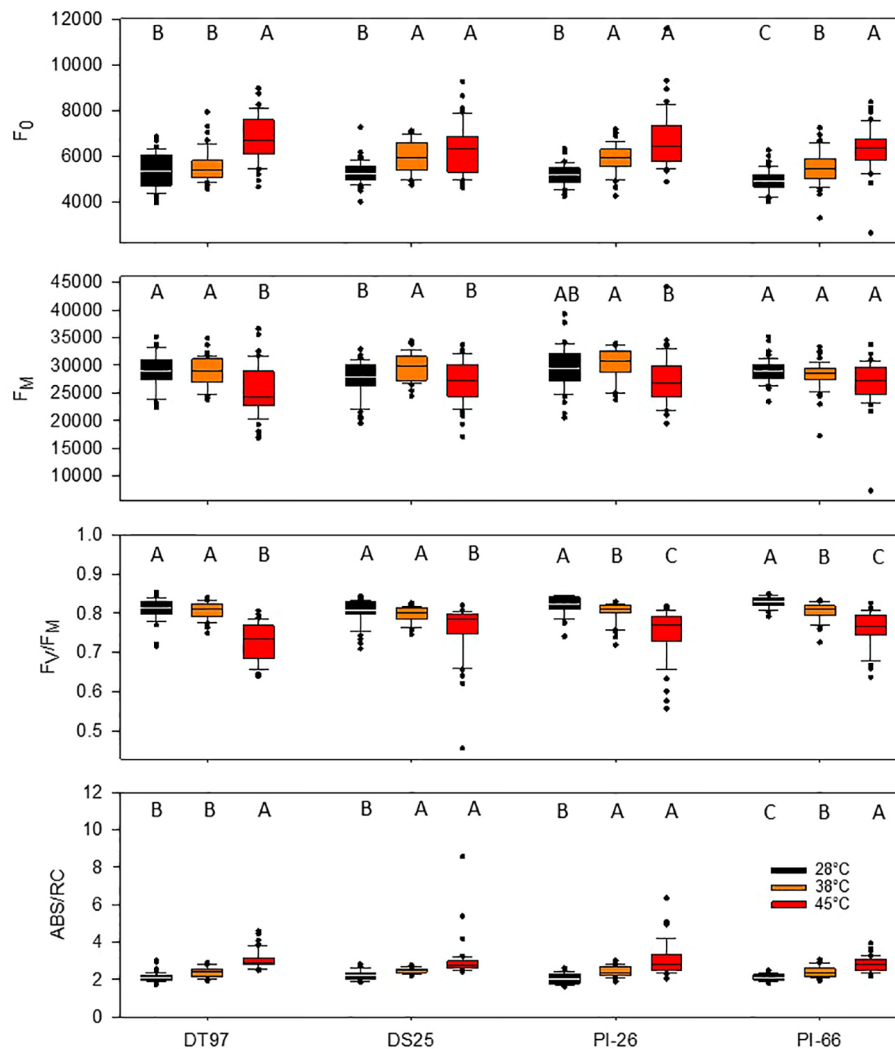 12000
B B A B A A B A A C B A
10000
8000
6000
4000
F0
45000
A A B B A B AB A B A A A
40000
35000
30000
25000
20000
15000
10000
FM
1.0
A A B A A B A B C A B C
0.9
0.8
0.7
0.6
0.5
FV/FM
12
B B A B A A B A A C B A
10
8
6
4
2
0
ABS/RC
28°C
38°C
45°C
DT97 DS25 PI-26 PI-66